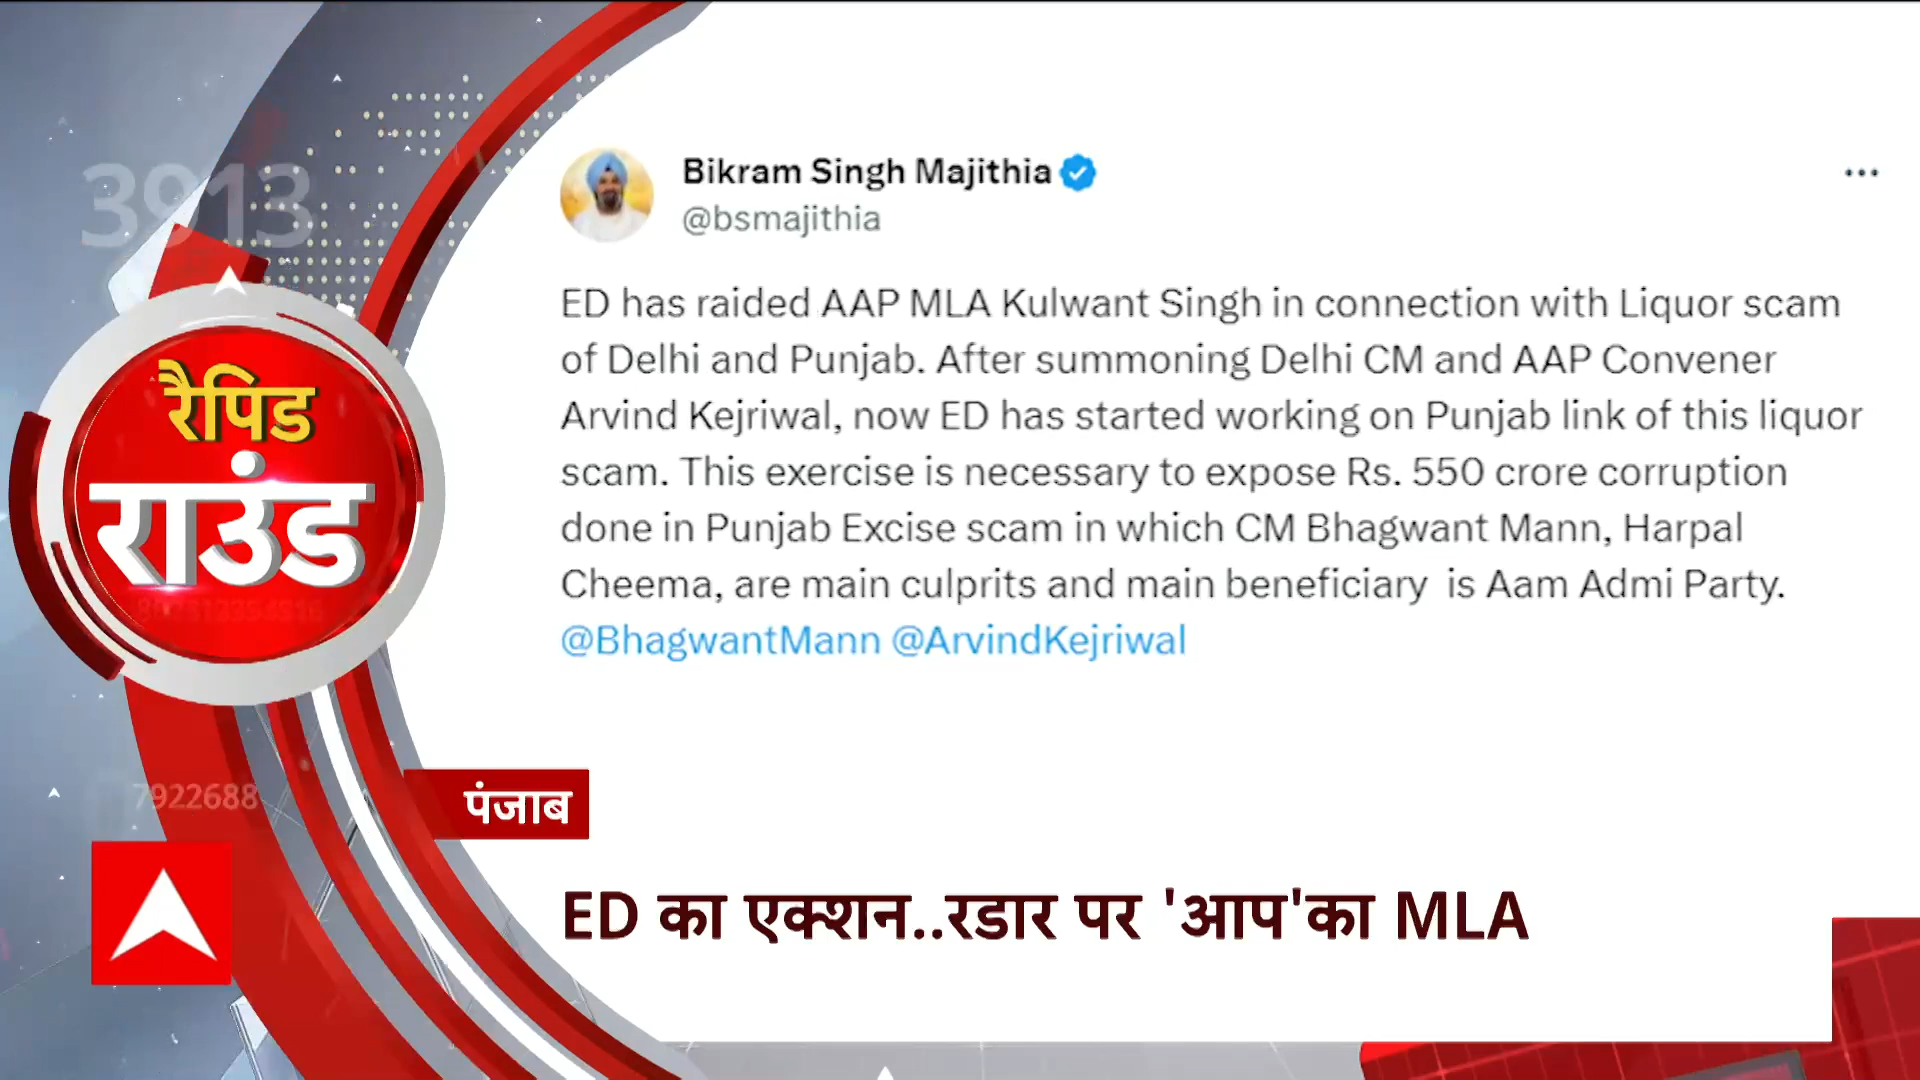 3913
रैपिड
राउंड
Bikram Singh Majithia
@bsmajithia
ED has raided AAP MLA Kulwant Singh in connection with Liquor scam
of Delhi and Punjab. After summoning Delhi CM and AAP Convener
Arvind Kejriwal, now ED has started working on Punjab link of this liquor
scam. This exercise is necessary to expose Rs. 550 crore corruption
done in Punjab Excise scam in which CM Bhagwant Mann, Harpal
Cheema, are main culprits and main beneficiary is Aam Admi Party.
@BhagwantMann @ArvindKejriwal
7922688
पंजाब
ED का एक्शन..रडार पर 'आप'का MLA